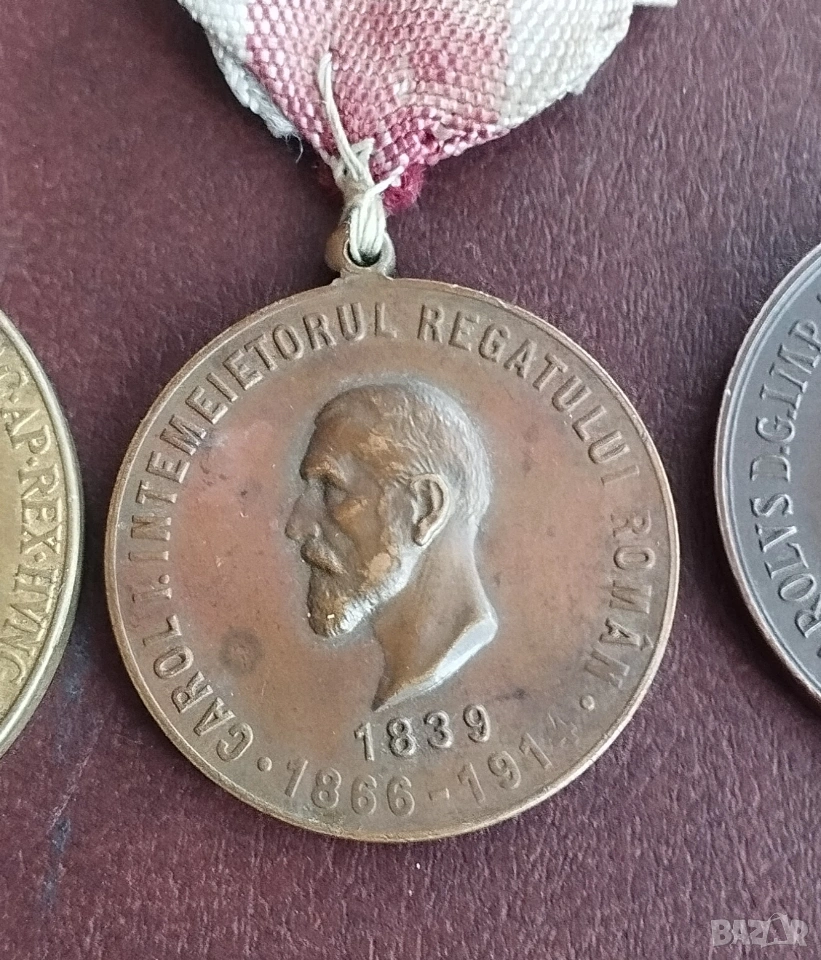 CAROL I. INTEMEIETORUL REGATULUI ROMÂN
1839
1866-1914
C·AP·REX·HVNG
ROLVS D.G.IMP.
BAZAR